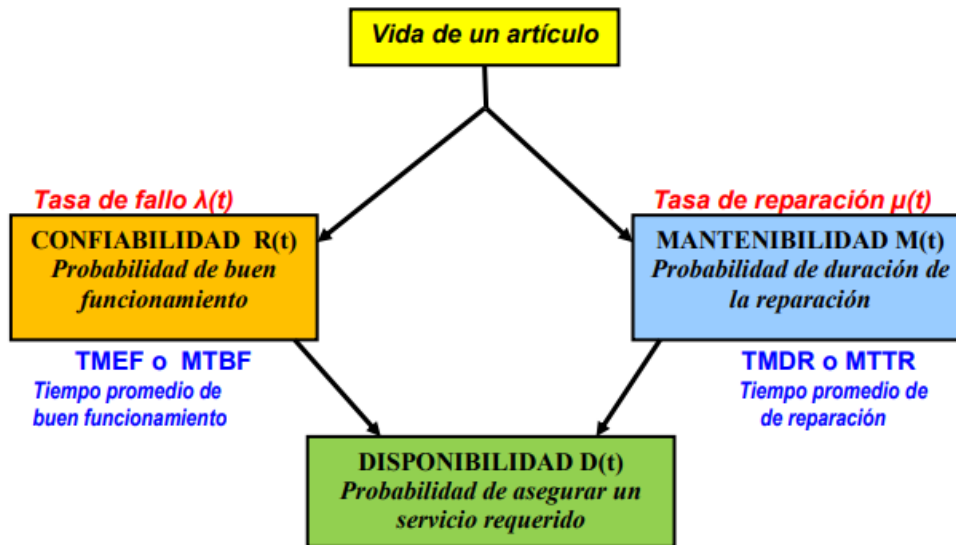 Vida de un artículo
Tasa de fallo λ(t)
CONFIABILIDAD R(t)
Probabilidad de buen
funcionamiento
TMEF o MTBF
Tiempo promedio de
buen funcionamiento
Tasa de reparación µ(t)
MANTENIBILIDAD M(t)
Probabilidad de duración de
la reparación
TMDR o MTTR
Tiempo promedio de
de reparación
DISPONIBILIDAD D(t)
Probabilidad de asegurar un
servicio requerido